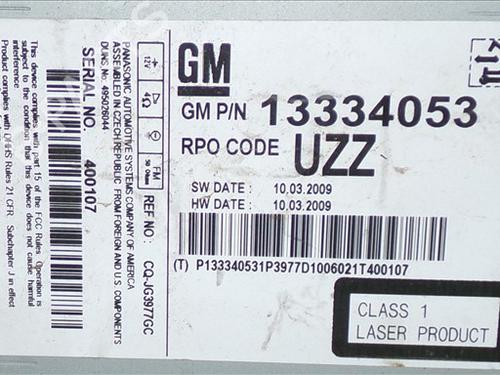 GM
GM P/N 13334053
RPO CODE UZZ
SW DATE : 10.03.2009
HW DATE : 10.03.2009
(T) P133340531P3977D1006021T400107
CLASS 1
LASER PRODUCT
12V
4Ω
FM
50 Ohm
REF NO : CQ-JG3977GC
PANASONIC AUTOMOTIVE SYSTEMS COMPANY OF AMERICA
ASSEMBLED IN CZECH REPUBLIC FROM FOREIGN AND U.S. COMPONENTS
DUNS No. 495026044
SERIAL NO. 400107
This device complies with part 15 of the FCC Rules. Operation is
subject to the condition that this device does not cause harmful
interference
Product complies with DHHS Rules 21 CFR, Subchapter J in effect